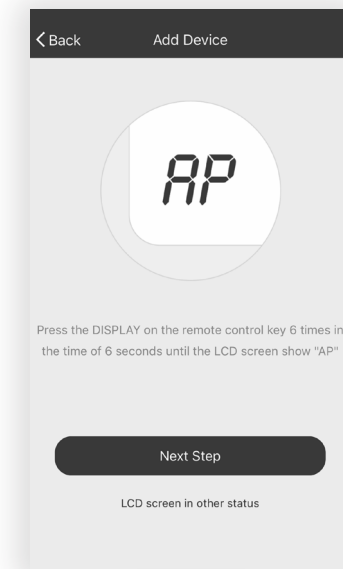 Back
Add Device
AP
Press the DISPLAY on the remote control key 6 times in
the time of 6 seconds until the LCD screen show "AP"
Next Step
LCD screen in other status